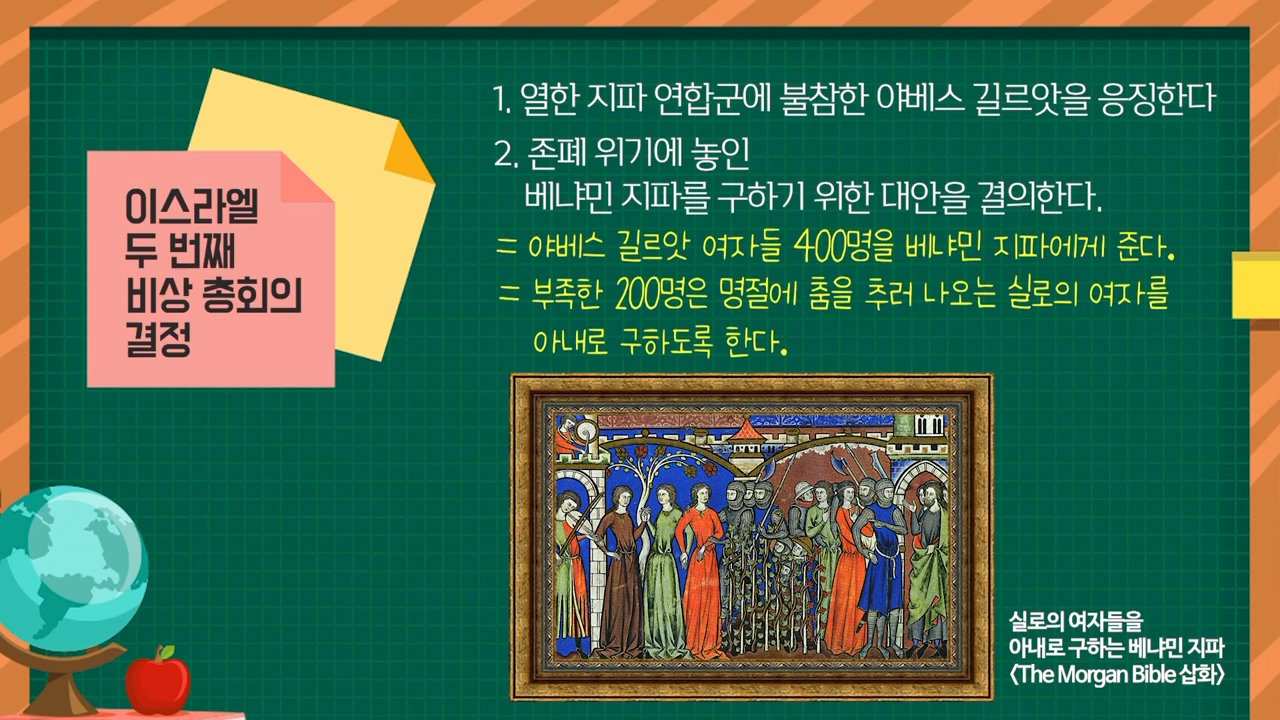 이스라엘
두 번째
비상 총회의
결정
1. 열한 지파 연합군에 불참한 야베스 길르앗을 응징한다
2. 존폐 위기에 놓인
베냐민 지파를 구하기 위한 대안을 결의한다.
= 야베스 길르앗 여자들 400명을 베냐민 지파에게 준다.
= 부족한 200명은 명절에 춤을 추러 나오는 실로의 여자를
아내로 구하도록 한다.
실로의 여자들을
아내로 구하는 베냐민 지파
<The Morgan Bible 삽화>